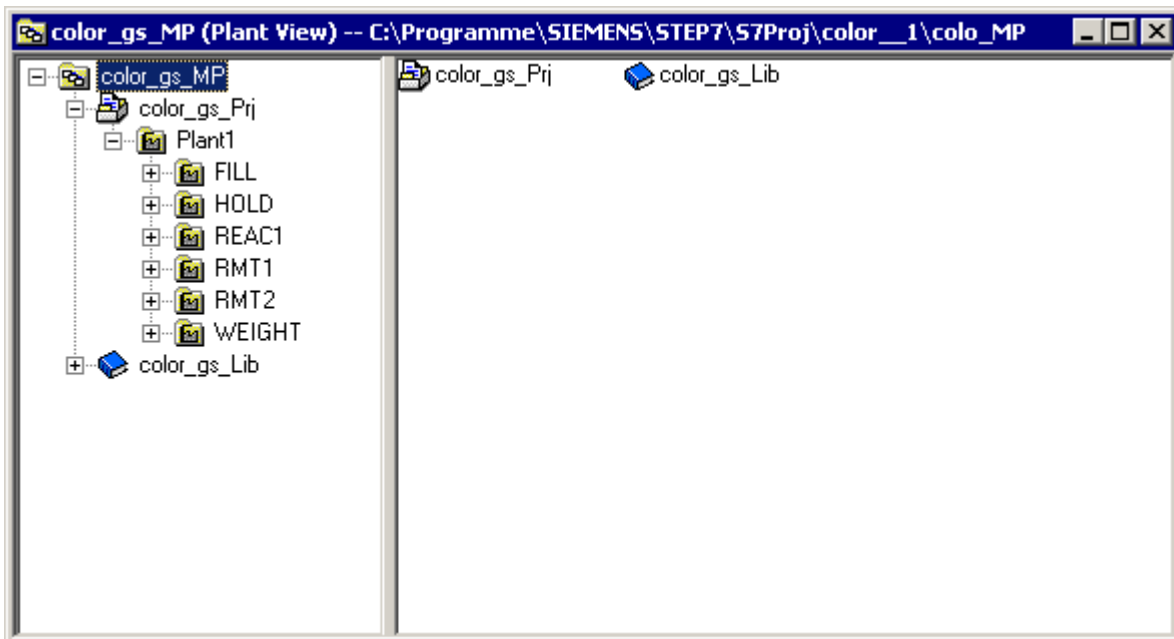 color_gs_MP (Plant View) -- C:\Programme\SIEMENS\STEP7\S7Proj\color__1\colo_MP
color_gs_MP
color_gs_Prj
Plant1
FILL
HOLD
REAC1
RMT1
RMT2
WEIGHT
color_gs_Lib
color_gs_Prj color_gs_Lib